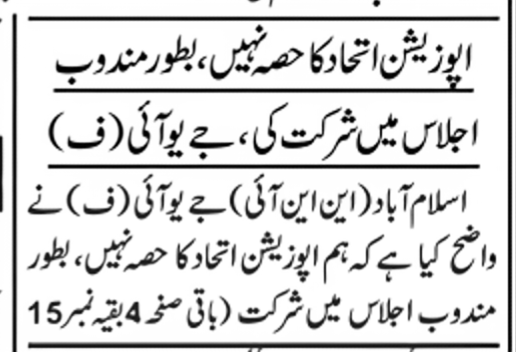 اپوزیشن اتحاد کا حصہ نہیں، بطور مندوب
اجلاس میں شرکت کی، جے یو آئی (ف)
اسلام آباد (این این آئی) جے یو آئی (ف) نے
واضح کیا ہے کہ ہم اپوزیشن اتحاد کا حصہ نہیں، بطور
مندوب اجلاس میں شرکت (باقی صفحہ 4 بقیہ نمبر 15